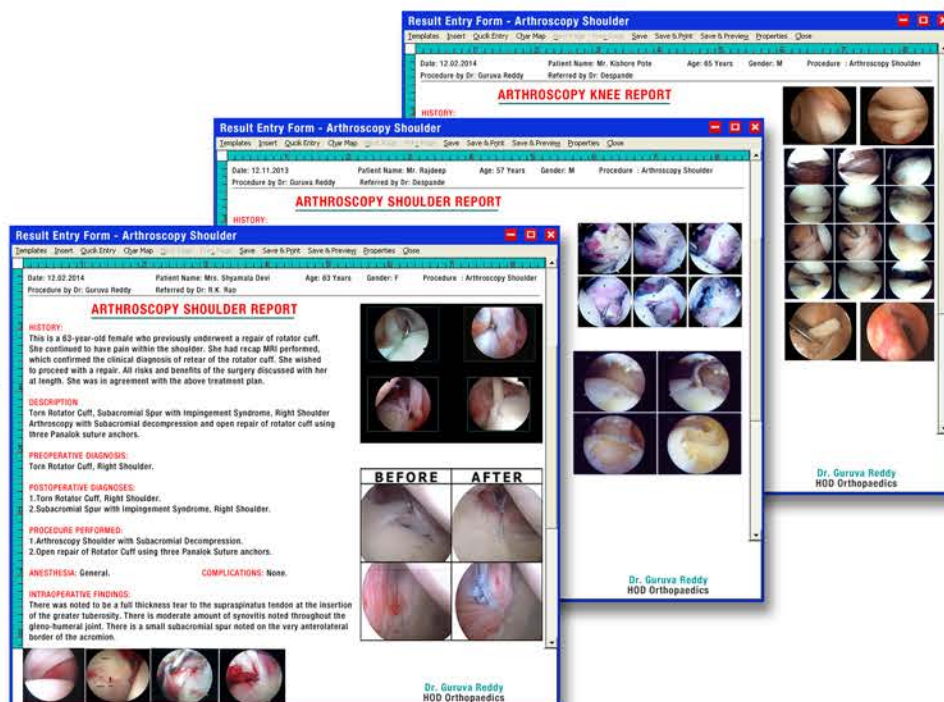 Result Entry Form - Arthroscopy Shoulder
Templates Insert Quick Entry Char Map Save Save & Print Save & Preview Properties Close
Date: 12.02.2014 Patient Name: Mr. Kishore Pote Age: 65 Years Gender: M Procedure : Arthroscopy Shoulder
Procedure by Dr: Guruva Reddy Referred by Dr: Despande
ARTHROSCOPY KNEE REPORT
HISTORY:
Dr. Guruva Reddy
HOD Orthopaedics
Result Entry Form - Arthroscopy Shoulder
Templates Insert Quick Entry Char Map Save Save & Print Save & Preview Properties Close
Date: 12.11.2013 Patient Name: Mr. Rajdeep Age: 57 Years Gender: M Procedure : Arthroscopy Shoulder
Procedure by Dr: Guruva Reddy Referred by Dr: Despande
ARTHROSCOPY SHOULDER REPORT
HISTORY:
Dr. Guruva Reddy
HOD Orthopaedics
Result Entry Form - Arthroscopy Shoulder
Templates Insert Quick Entry Char Map Save Save & Print Save & Preview Properties Close
Date: 12.02.2014 Patient Name: Mrs. Shyamala Devi Age: 63 Years Gender: F Procedure : Arthroscopy Shoulder
Procedure by Dr: Guruva Reddy Referred by Dr: R.K. Rao
ARTHROSCOPY SHOULDER REPORT
HISTORY:
This is a 63-year-old female who previously underwent a repair of rotator cuff.
She continued to have pain within the shoulder. She had recap MRI performed,
which confirmed the clinical diagnosis of retear of the rotator cuff. She wished
to proceed with a repair. All risks and benefits of the surgery discussed with her
at length. She was in agreement with the above treatment plan.
DESCRIPTION
Torn Rotator Cuff, Subacromial Spur with Impingement Syndrome, Right Shoulder
Arthroscopy with Subacromial decompression and open repair of rotator cuff using
three Panalok suture anchors.
PREOPERATIVE DIAGNOSIS:
Torn Rotator Cuff, Right Shoulder.
POSTOPERATIVE DIAGNOSES:
1.Torn Rotator Cuff, Right Shoulder.
2.Subacromial Spur with Impingement Syndrome, Right Shoulder.
PROCEDURE PERFORMED:
1.Arthroscopy Shoulder with Subacromial Decompression.
2.Open repair of Rotator Cuff using three Panalok Suture anchors.
ANESTHESIA: General. COMPLICATIONS: None.
INTRAOPERATIVE FINDINGS:
There was noted to be a full thickness tear to the supraspinatus tendon at the insertion
of the greater tuberosity. There is moderate amount of synovitis noted throughout the
gleno-humeral joint. There is a small subacromial spur noted on the very anterolateral
border of the acromion.
BEFORE AFTER
Dr. Guruva Reddy
HOD Orthopaedics